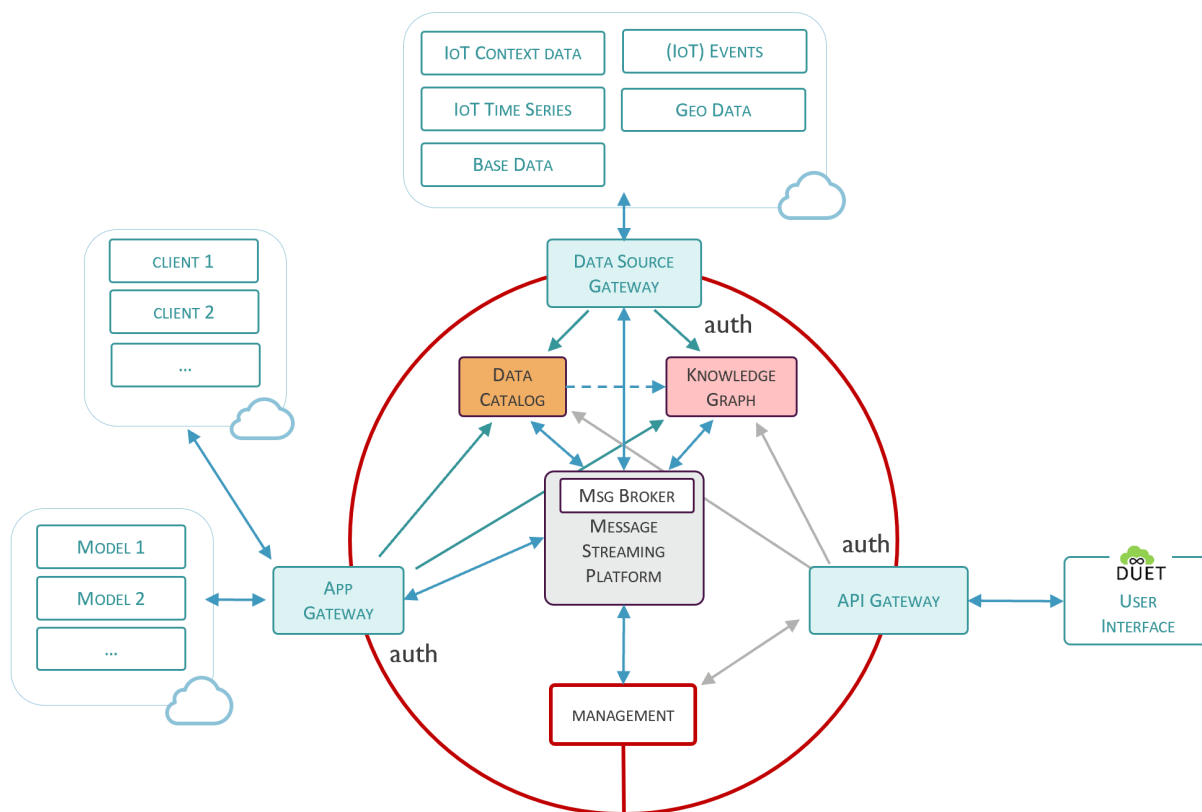 IoT Context data
(IoT) Events
IoT Time Series
Geo Data
Base Data
Data Source
Gateway
auth
client 1
client 2
...
Data
Catalog
Knowledge
Graph
Msg Broker
Message
Streaming
Platform
Model 1
Model 2
...
App
Gateway
auth
auth
API Gateway
DUET
User
Interface
management